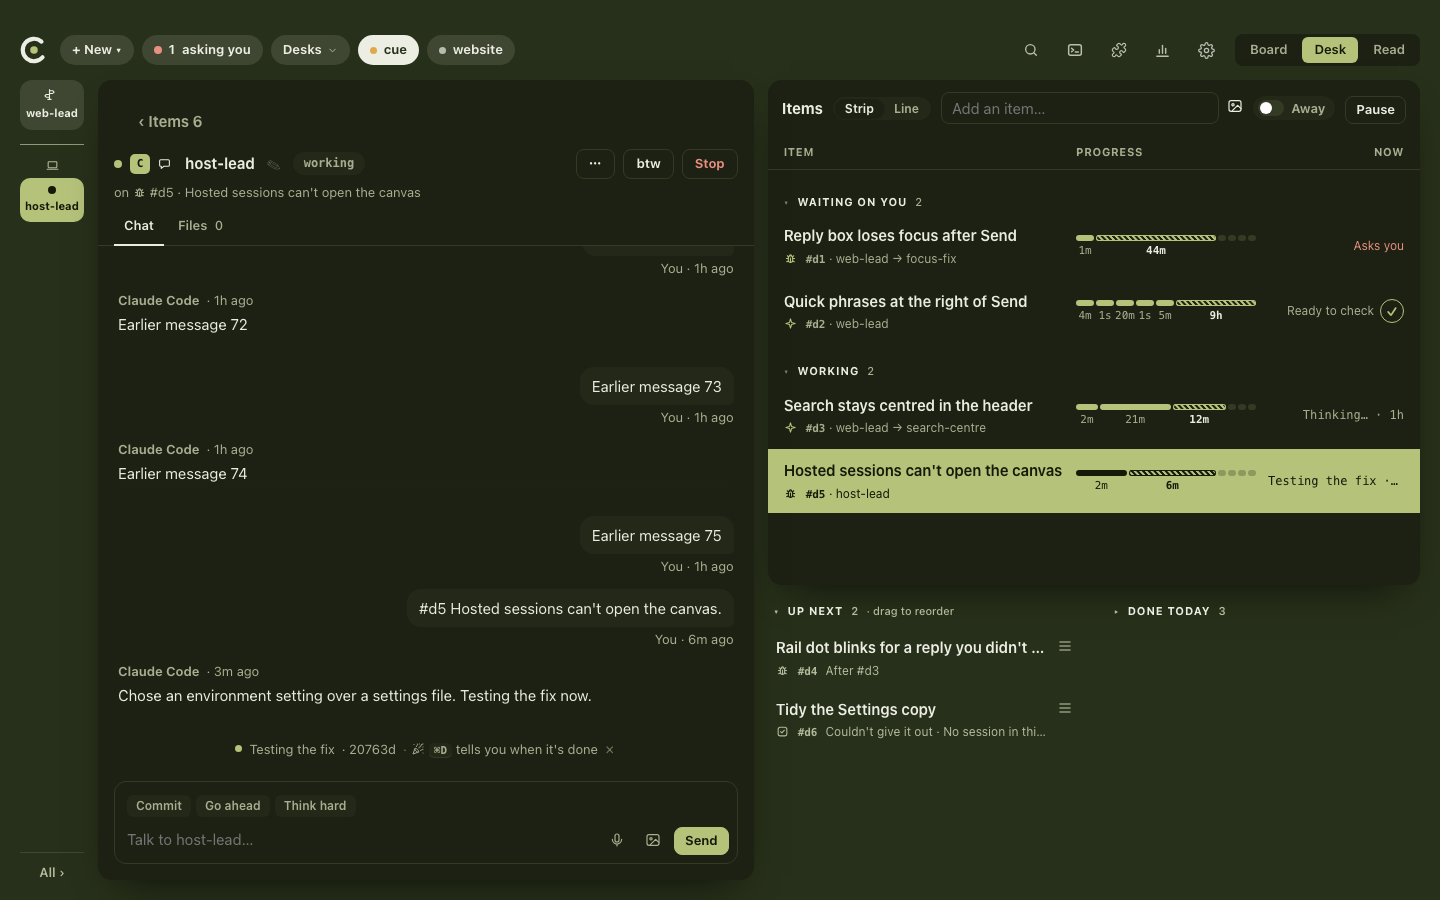 + New ▾
1 asking you
Desks
cue
website
Board
Desk
Read
web-lead
host-lead
All ›
‹ Items 6
C
host-lead
working
···
btw
Stop
on #d5 · Hosted sessions can't open the canvas
Chat
Files 0
You · 1h ago
Claude Code · 1h ago
Earlier message 72
Earlier message 73
You · 1h ago
Claude Code · 1h ago
Earlier message 74
Earlier message 75
You · 1h ago
#d5 Hosted sessions can't open the canvas.
You · 6m ago
Claude Code · 3m ago
Chose an environment setting over a settings file. Testing the fix now.
Testing the fix · 20763d · ⌘D tells you when it's done ×
Commit
Go ahead
Think hard
Talk to host-lead...
Send
Items
Strip
Line
Add an item...
Away
Pause
ITEM
PROGRESS
NOW
WAITING ON YOU 2
Reply box loses focus after Send
1m 44m
Asks you
#d1 · web-lead → focus-fix
Quick phrases at the right of Send
4m 1s 20m 1s 5m 9h
Ready to check
#d2 · web-lead
WORKING 2
Search stays centred in the header
2m 21m 12m
Thinking… · 1h
#d3 · web-lead → search-centre
Hosted sessions can't open the canvas
2m 6m
Testing the fix ·…
#d5 · host-lead
UP NEXT 2 · drag to reorder
Rail dot blinks for a reply you didn't ...
#d4 After #d3
Tidy the Settings copy
#d6 Couldn't give it out · No session in thi...
DONE TODAY 3